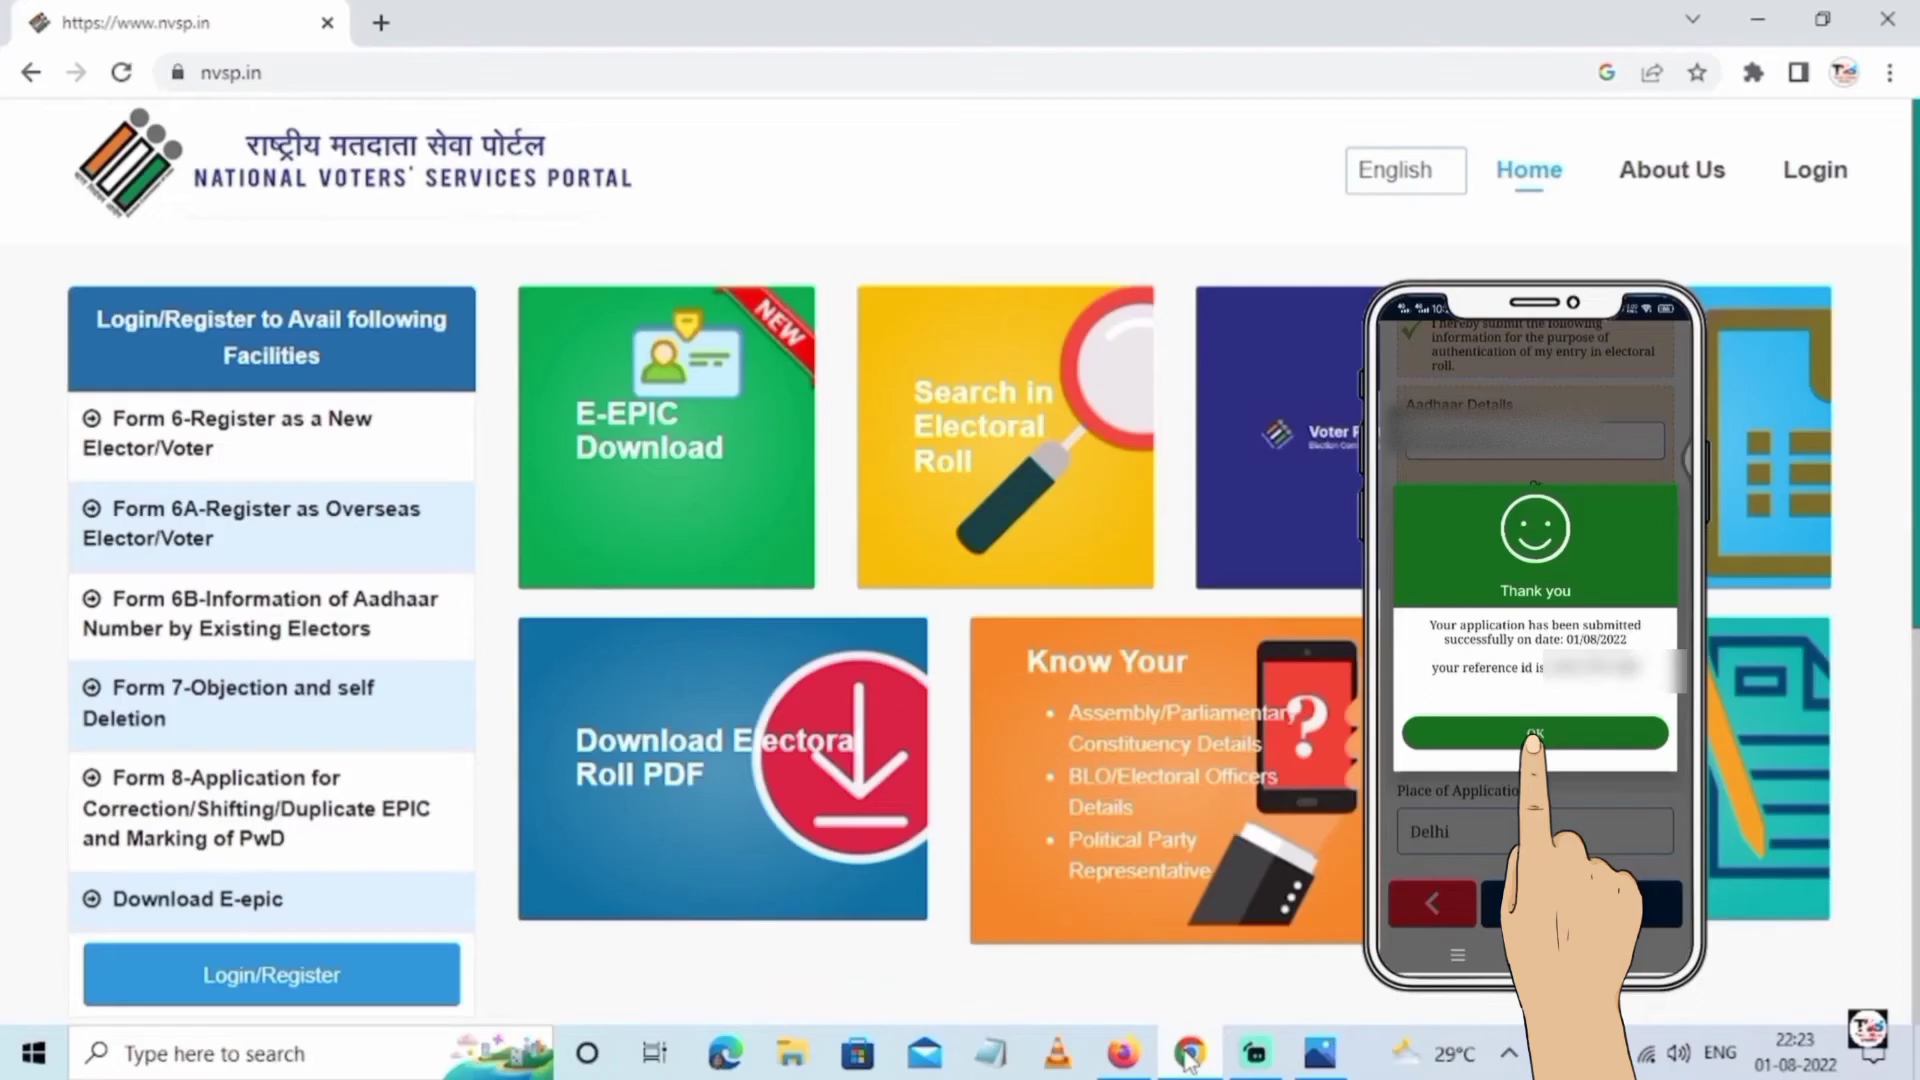 https://www.nvsp.in
nvsp.in
राष्ट्रीय मतदाता सेवा पोर्टल
NATIONAL VOTERS' SERVICES PORTAL
English
Home
About Us
Login
Login/Register to Avail following
Facilities
Form 6-Register as a New
Elector/Voter
Form 6A-Register as Overseas
Elector/Voter
Form 6B-Information of Aadhaar
Number by Existing Electors
Form 7-Objection and self
Deletion
Form 8-Application for
Correction/Shifting/Duplicate EPIC
and Marking of PwD
Download E-epic
Login/Register
NEW
E-EPIC
Download
Search in
Electoral
Roll
Voter
Download Electora
Roll PDF
Know Your
Assembly/Parliamentary
Constituency Details
BLO/Electoral Officers
Details
Political Party
Representative
?
I hereby submit the following
information for the purpose of
authentication of my entry in electoral
roll.
Aadhaar Details
Or
Thank you
Your application has been submitted
successfully on date: 01/08/2022
your reference id is
OK
Place of Applicatio
Delhi
Type here to search
29°C
ENG
22:23
01-08-2022